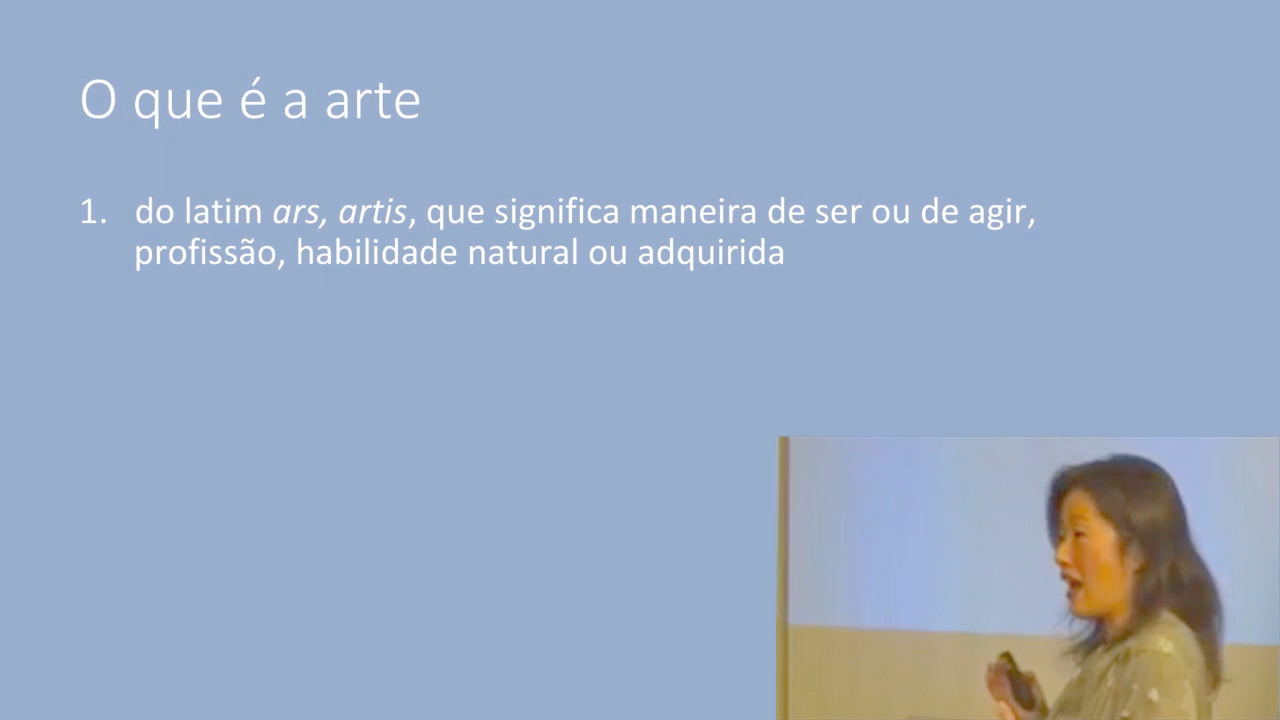 O que é a arte
1. do latim ars, artis, que significa maneira de ser ou de agir,
profissão, habilidade natural ou adquirida